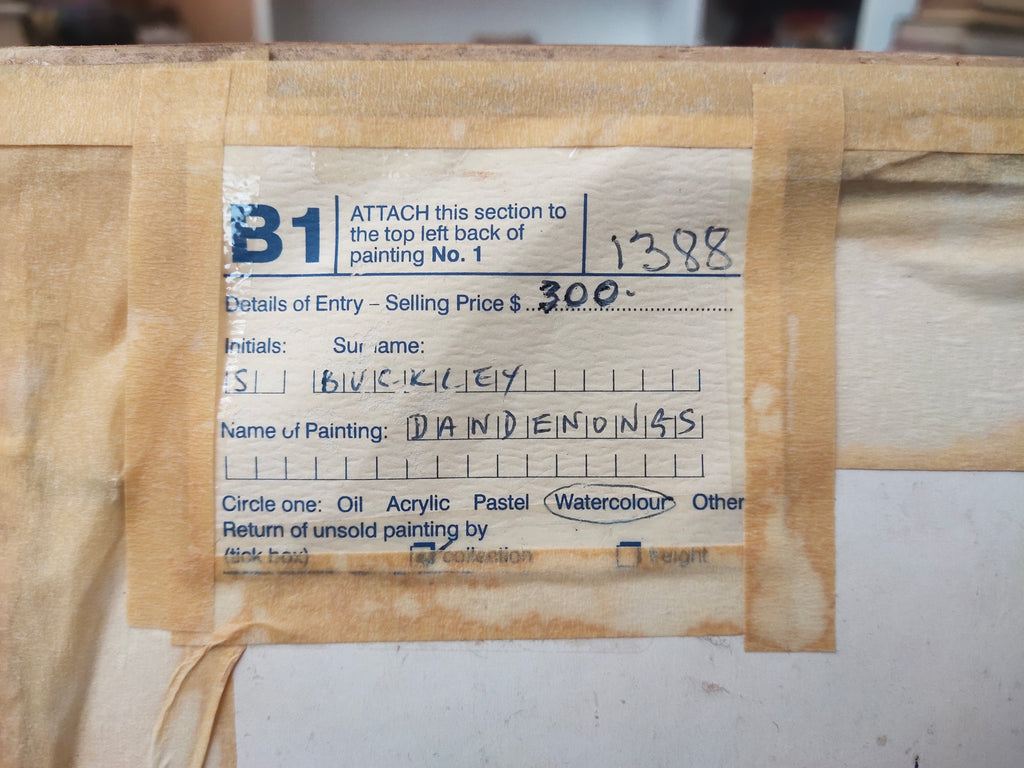 B1
ATTACH this section to
the top left back of
painting No. 1
1388
Details of Entry – Selling Price $ 300.
Initials: Surname:
S BUCKLEY
Name of Painting: DANDENONGS
Circle one: Oil Acrylic Pastel Watercolour Other
Return of unsold painting by
(tick box) collection freight